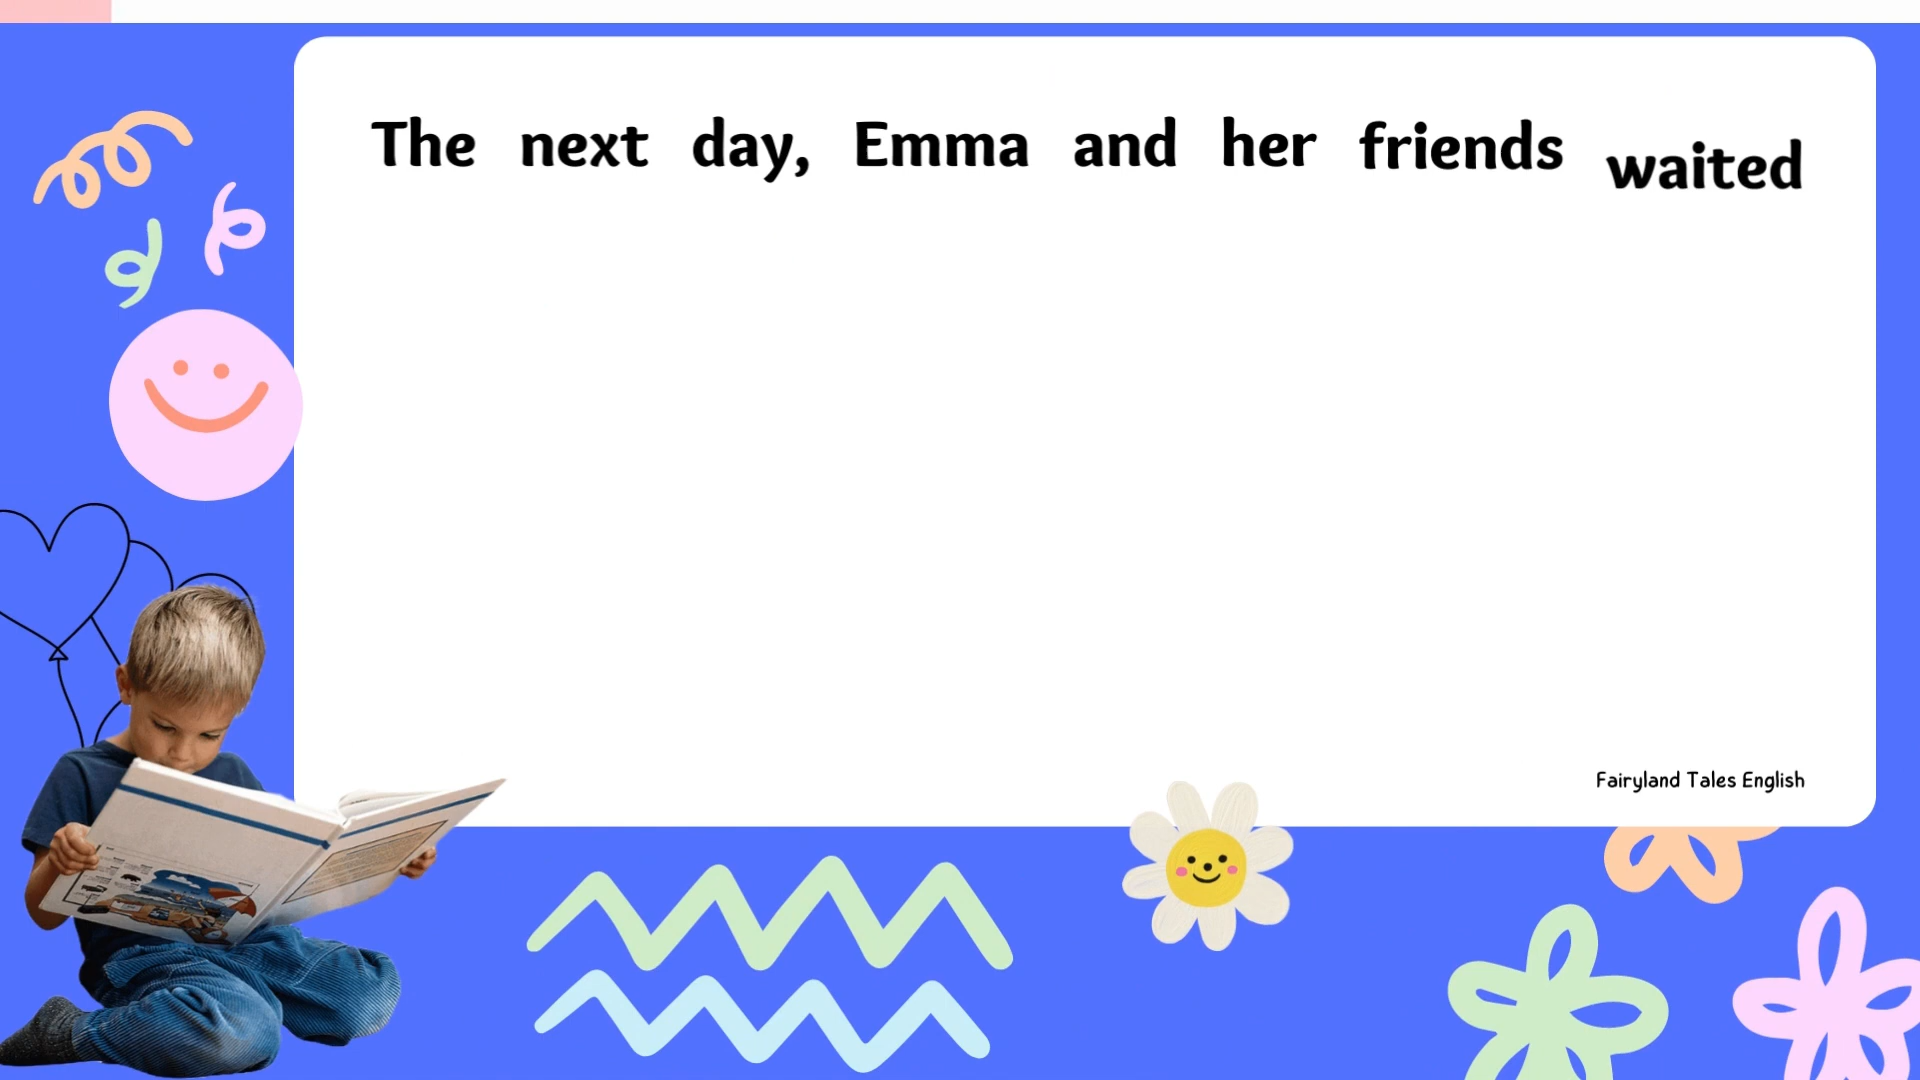 The next day, Emma and her friends waited
Fairyland Tales English